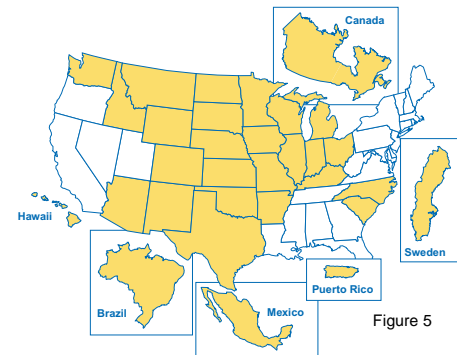 Canada
Hawaii
Sweden
Puerto Rico
Brazil
Mexico
Figure 5